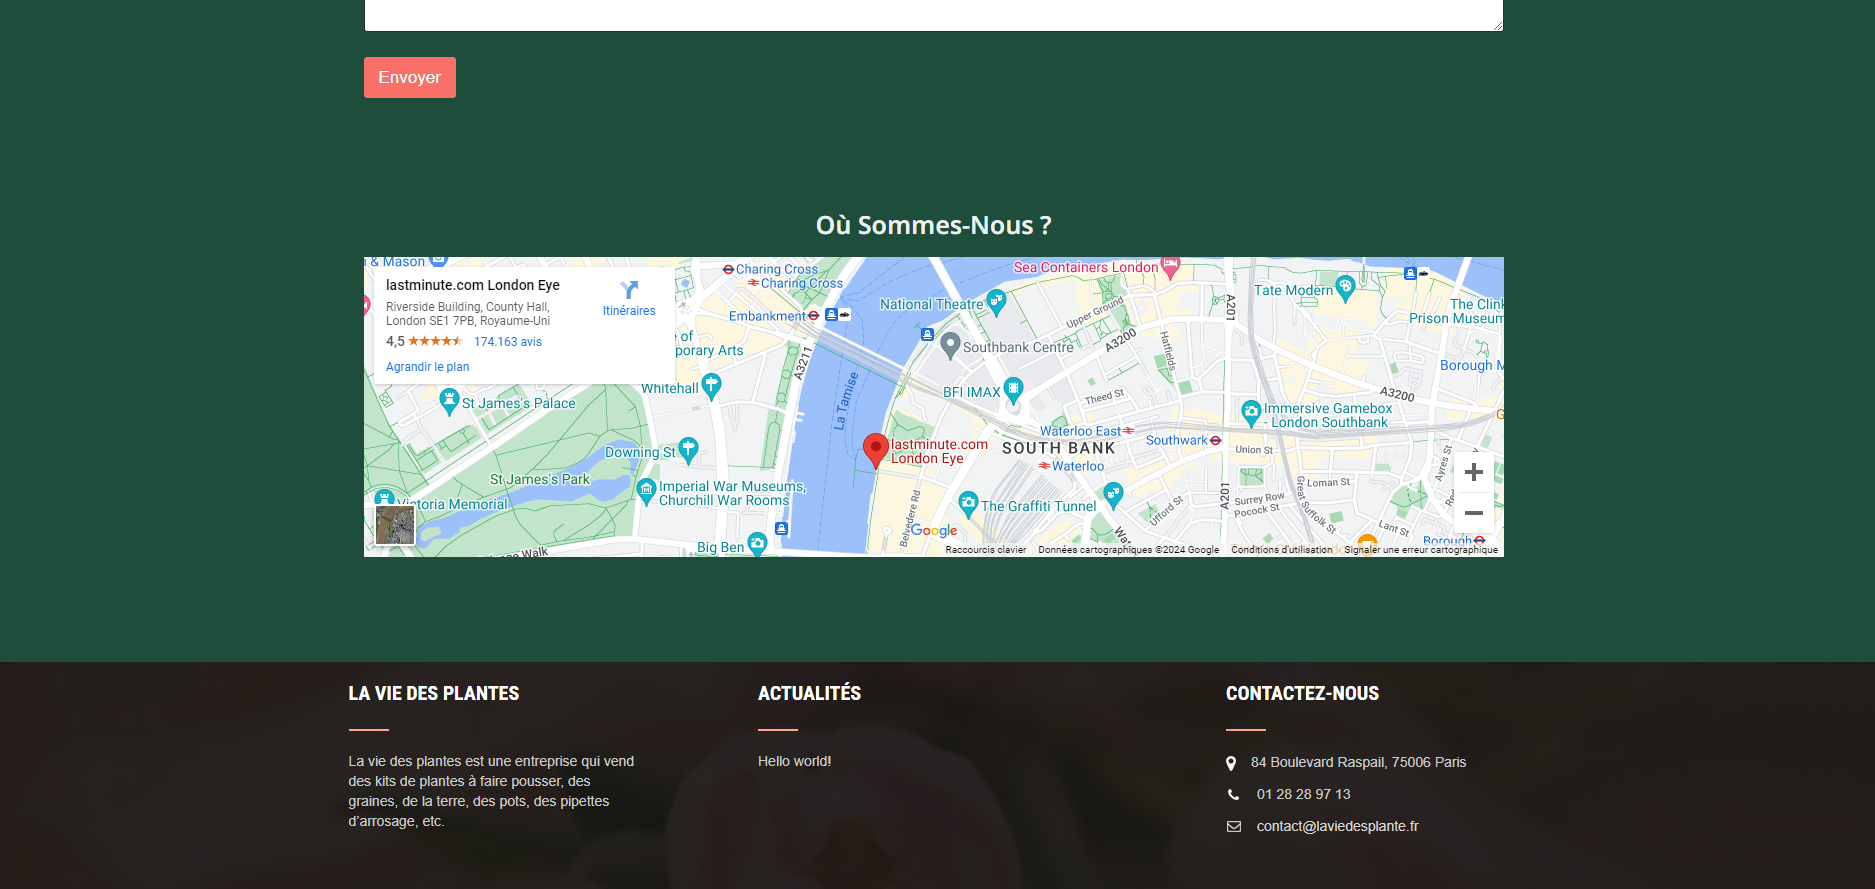 Envoyer
Où Sommes-Nous ?
& Mason
Charing Cross
Charing Cross
Sea Containers London
lastminute.com London Eye
Riverside Building, County Hall,
London SE1 7PB, Royaume-Uni
Itinéraires
4,5
174.163 avis
Agrandir le plan
National Theatre
Tate Modern
The Clink
Prison Museum
Embankment
Upper Ground
A201
A3200
Hatfields
e of
porary Arts
A3211
Southbank Centre
Borough M
Whitehall
BFI IMAX
Theed St
A3200
St James's Palace
La Tamise
Immersive Gamebox
- London Southbank
Waterloo East
Southwark
lastminute.com
London Eye
SOUTH BANK
Union St
Downing St
Waterloo
Ayres St
St James's Park
Imperial War Museums,
Churchill War Rooms
Loman St
Great Suffolk St
Victoria Memorial
Belvedere Rd
The Graffiti Tunnel
Ufford St
A201
Surrey Row
Pocock St
Lant St
Google
Big Ben
Borough
Raccourcis clavier
Données cartographiques ©2024 Google
Conditions d'utilisation
Signaler une erreur cartographique
LA VIE DES PLANTES
La vie des plantes est une entreprise qui vend
des kits de plantes à faire pousser, des
graines, de la terre, des pots, des pipettes
d’arrosage, etc.
ACTUALITÉS
Hello world!
CONTACTEZ-NOUS
84 Boulevard Raspail, 75006 Paris
01 28 28 97 13
contact@laviedesplante.fr